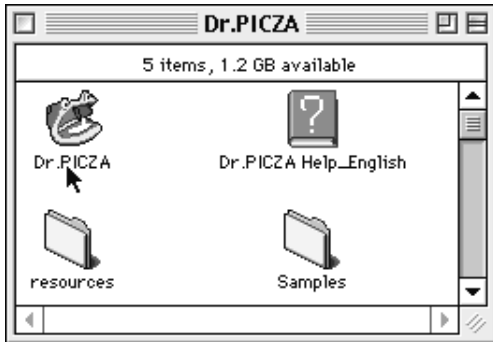 Dr.PICZA
5 items, 1.2 GB available
?
Dr.PICZA
Dr.PICZA Help_English
resources
Samples